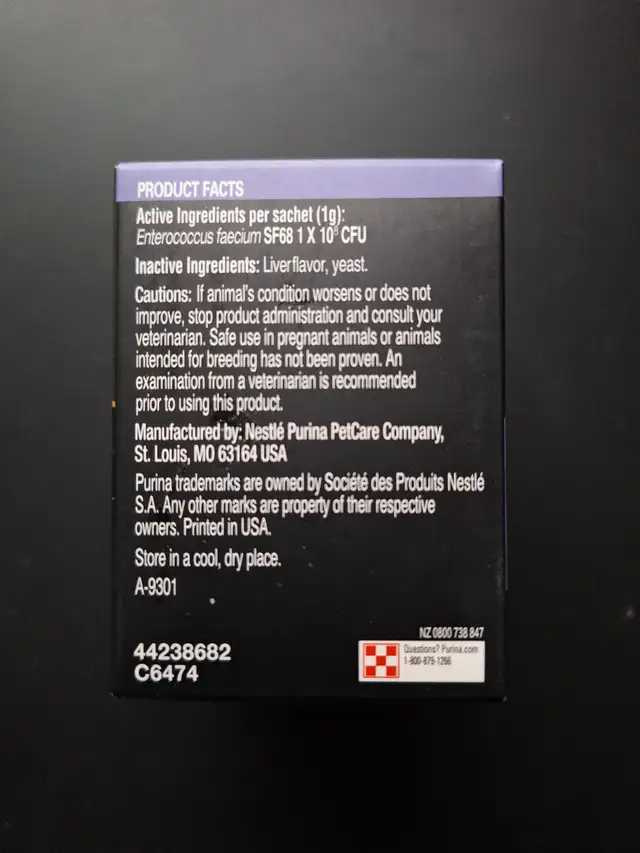 PRODUCT FACTS
Active Ingredients per sachet (1g):
Enterococcus faecium SF68 1 X 10⁸ CFU
Inactive Ingredients: Liverflavor, yeast.
Cautions: If animal's condition worsens or does not
improve, stop product administration and consult your
veterinarian. Safe use in pregnant animals or animals
intended for breeding has not been proven. An
examination from a veterinarian is recommended
prior to using this product.
Manufactured by: Nestlé Purina PetCare Company,
St. Louis, MO 63164 USA
Purina trademarks are owned by Société des Produits Nestlé
S.A. Any other marks are property of their respective
owners. Printed in USA.
Store in a cool, dry place.
A-9301
NZ 0800 738 847
44238682
C6474
Questions? Purina.com
1-800-879-1266